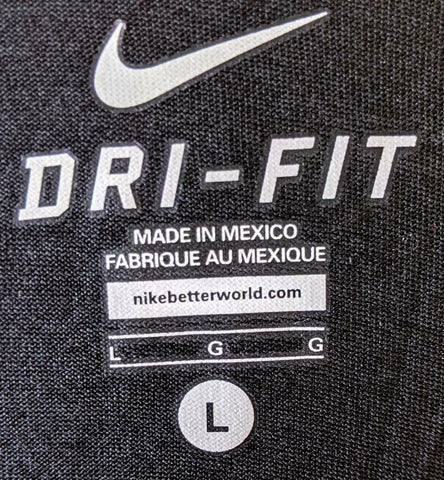 DRI-FIT
MADE IN MEXICO
FABRIQUE AU MEXIQUE
nikebetterworld.com
L G G
L